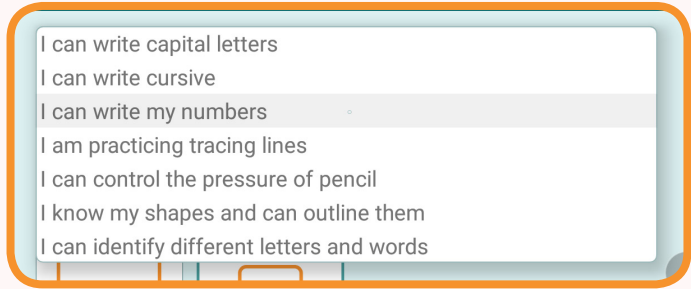 I can write capital letters
I can write cursive
I can write my numbers
I am practicing tracing lines
I can control the pressure of pencil
I know my shapes and can outline them
I can identify different letters and words